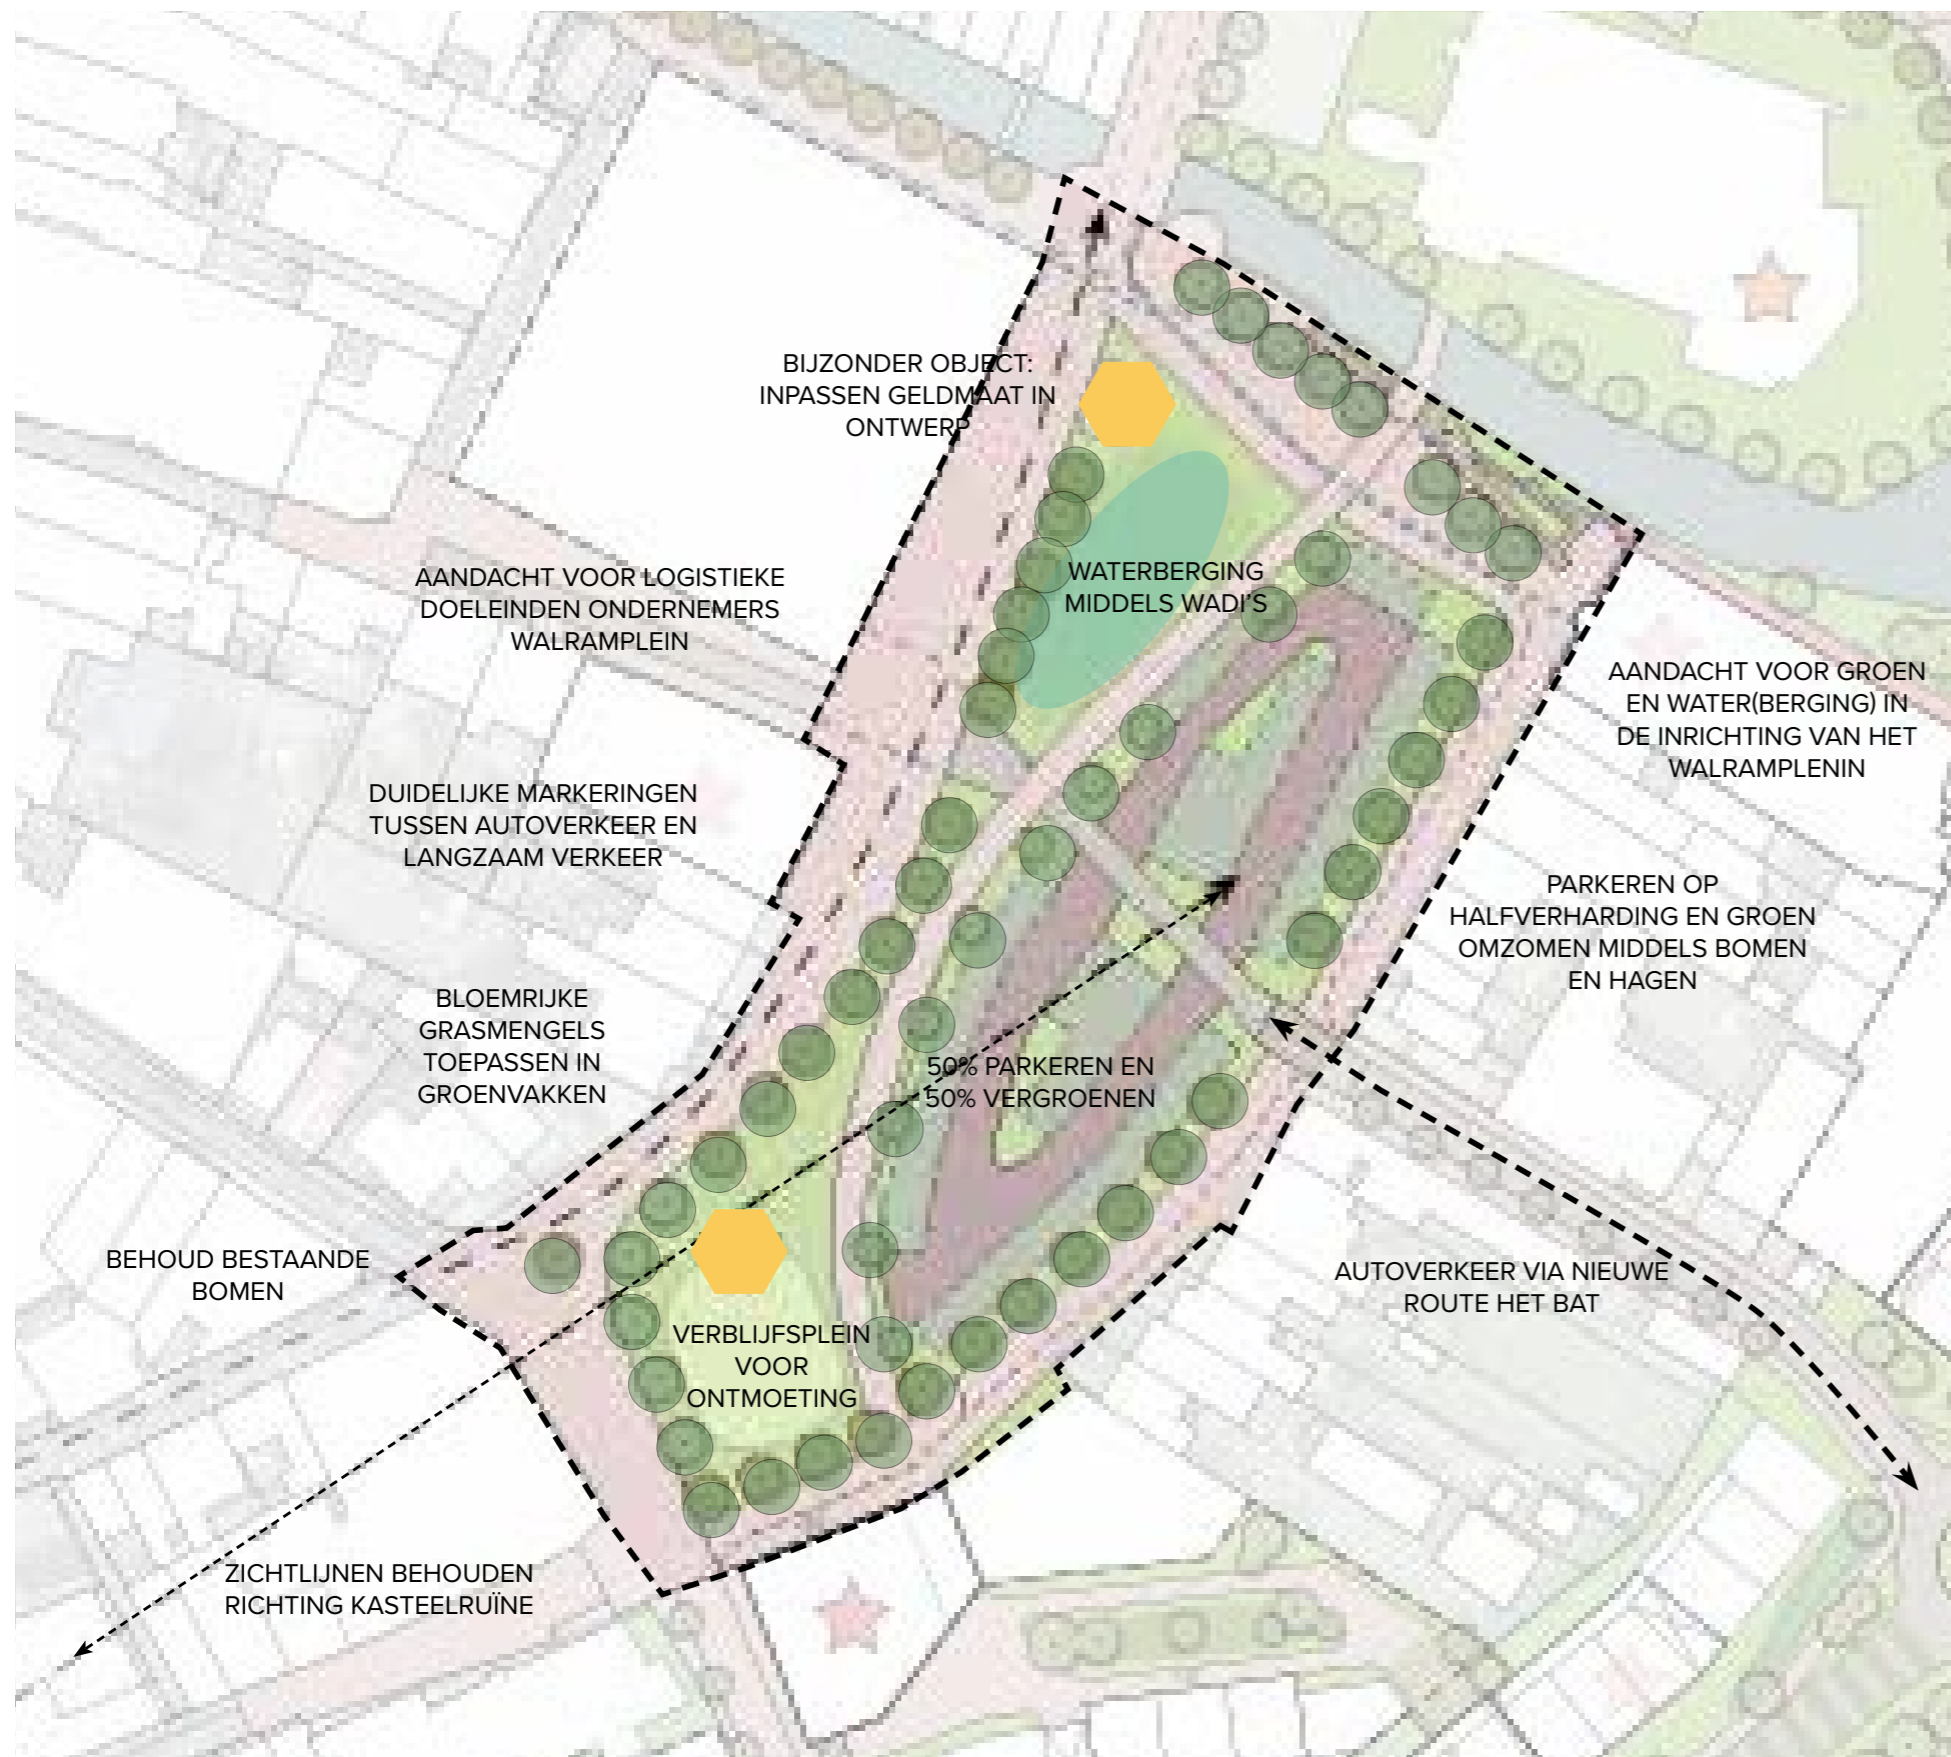 BIJZONDER OBJECT:
INPASSEN GELDMAAT IN
ONTWERP
AANDACHT VOOR LOGISTIEKE
DOELEINDEN ONDERNEMERS
WALRAMPLEIN
WATERBERGING
MIDDELS WADI'S
AANDACHT VOOR GROEN
EN WATER(BERGING) IN
DE INRICHTING VAN HET
WALRAMPLENIN
DUIDELIJKE MARKERINGEN
TUSSEN AUTOVERKEER EN
LANGZAAM VERKEER
PARKEREN OP
HALFVERHARDING EN GROEN
OMZOMEN MIDDELS BOMEN
EN HAGEN
BLOEMRIJKE
GRASMENGELS
TOEPASSEN IN
GROENVAKKEN
50% PARKEREN EN
50% VERGROENEN
BEHOUD BESTAANDE
BOMEN
AUTOVERKEER VIA NIEUWE
ROUTE HET BAT
VERBLIJFSPLEIN
VOOR
ONTMOETING
ZICHTLIJNEN BEHOUDEN
RICHTING KASTEELRUÏNE